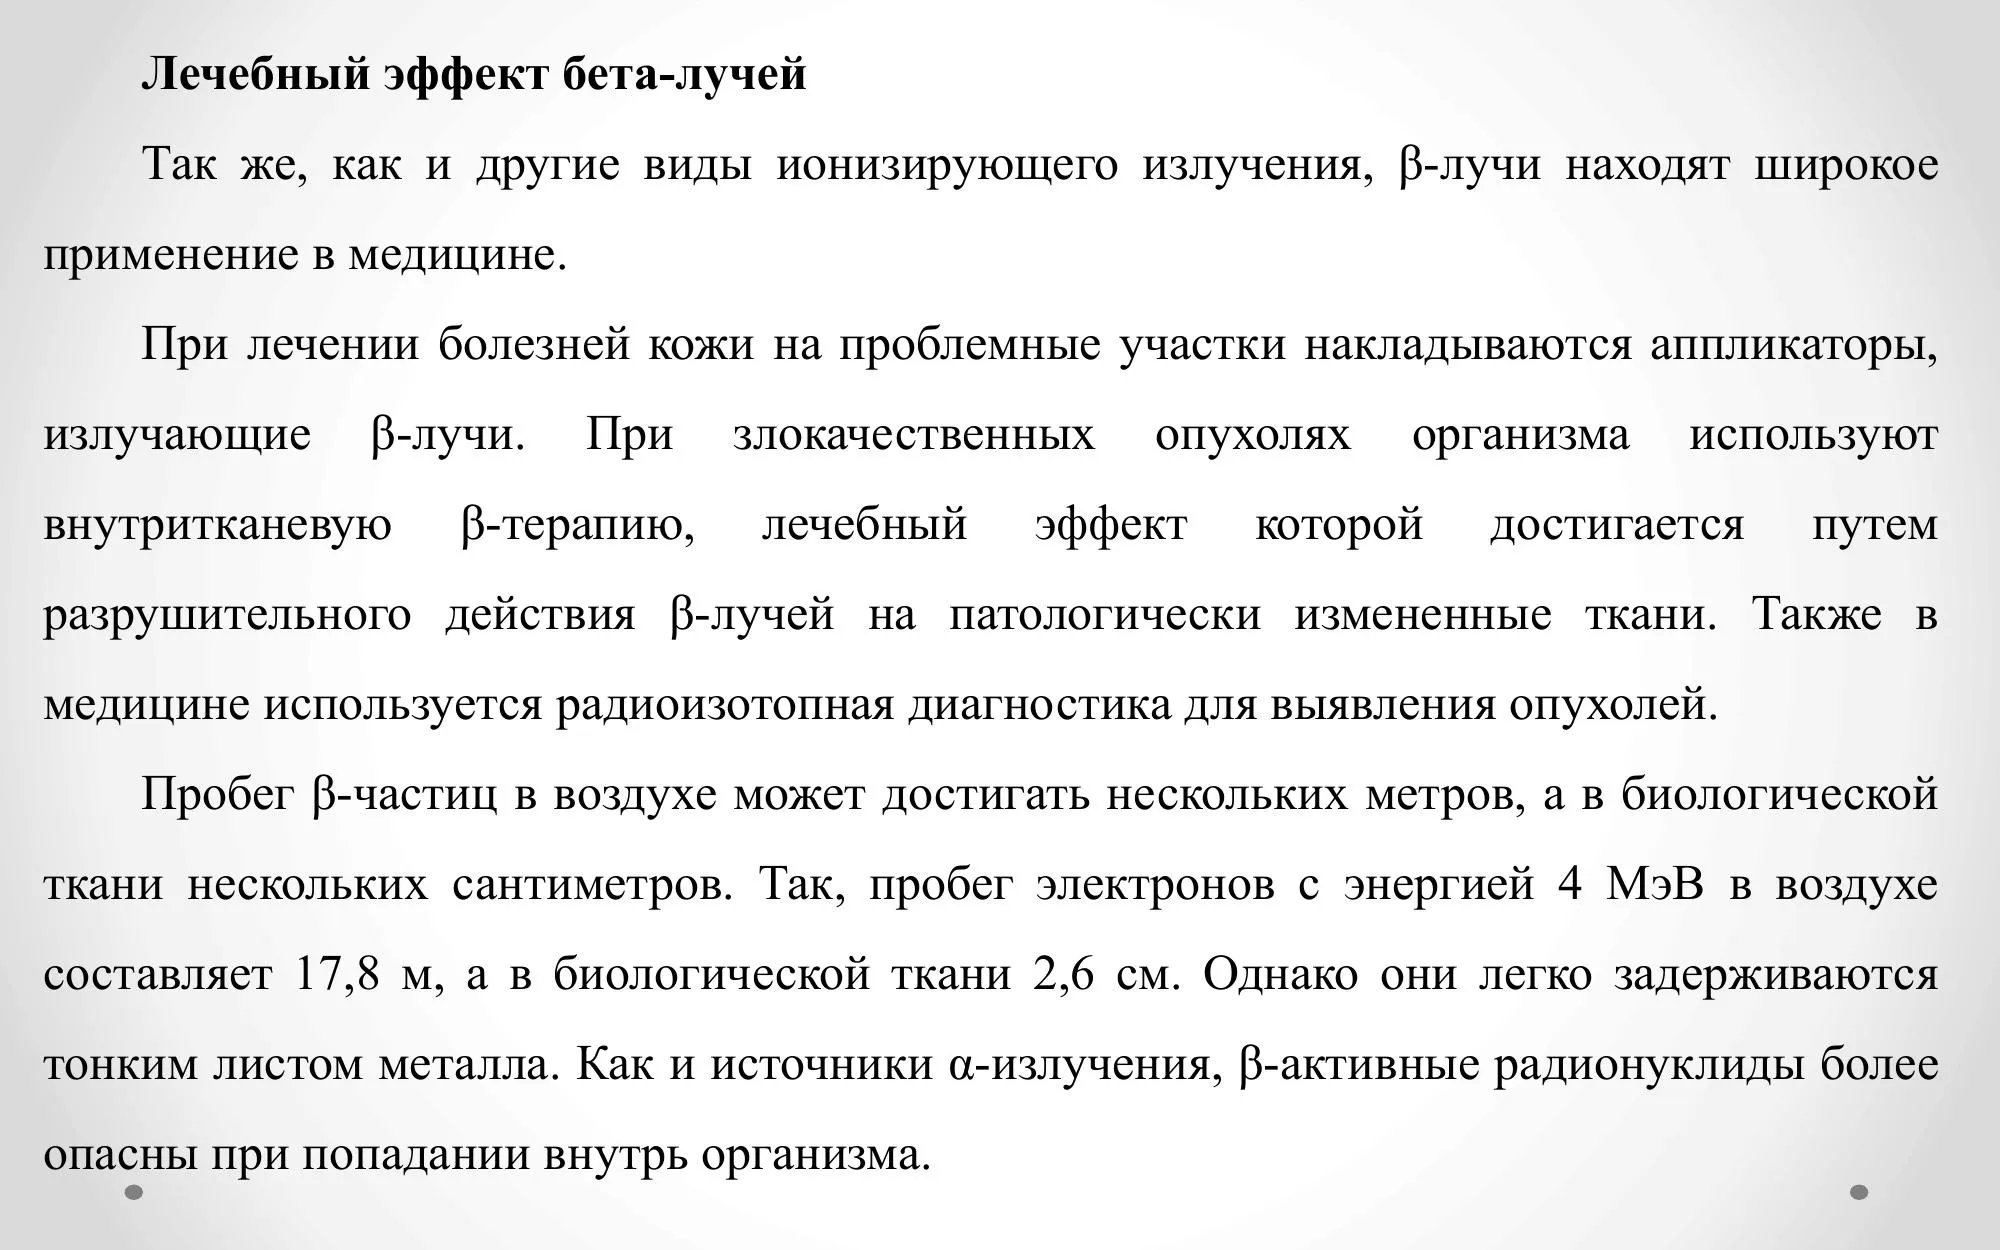 Лечебный эффект бета-лучей
Так же, как и другие виды ионизирующего излучения, β-лучи находят широкое
применение в медицине.
При лечении болезней кожи на проблемные участки накладываются аппликаторы,
излучающие β-лучи. При злокачественных опухолях организма используют
внутритканевую β-терапию, лечебный эффект которой достигается путем
разрушительного действия β-лучей на патологически измененные ткани. Также в
медицине используется радиоизотопная диагностика для выявления опухолей.
Пробег β-частиц в воздухе может достигать нескольких метров, а в биологической
ткани нескольких сантиметров. Так, пробег электронов с энергией 4 МэВ в воздухе
составляет 17,8 м, а в биологической ткани 2,6 см. Однако они легко задерживаются
тонким листом металла. Как и источники α-излучения, β-активные радионуклиды более
опасны при попадании внутрь организма.